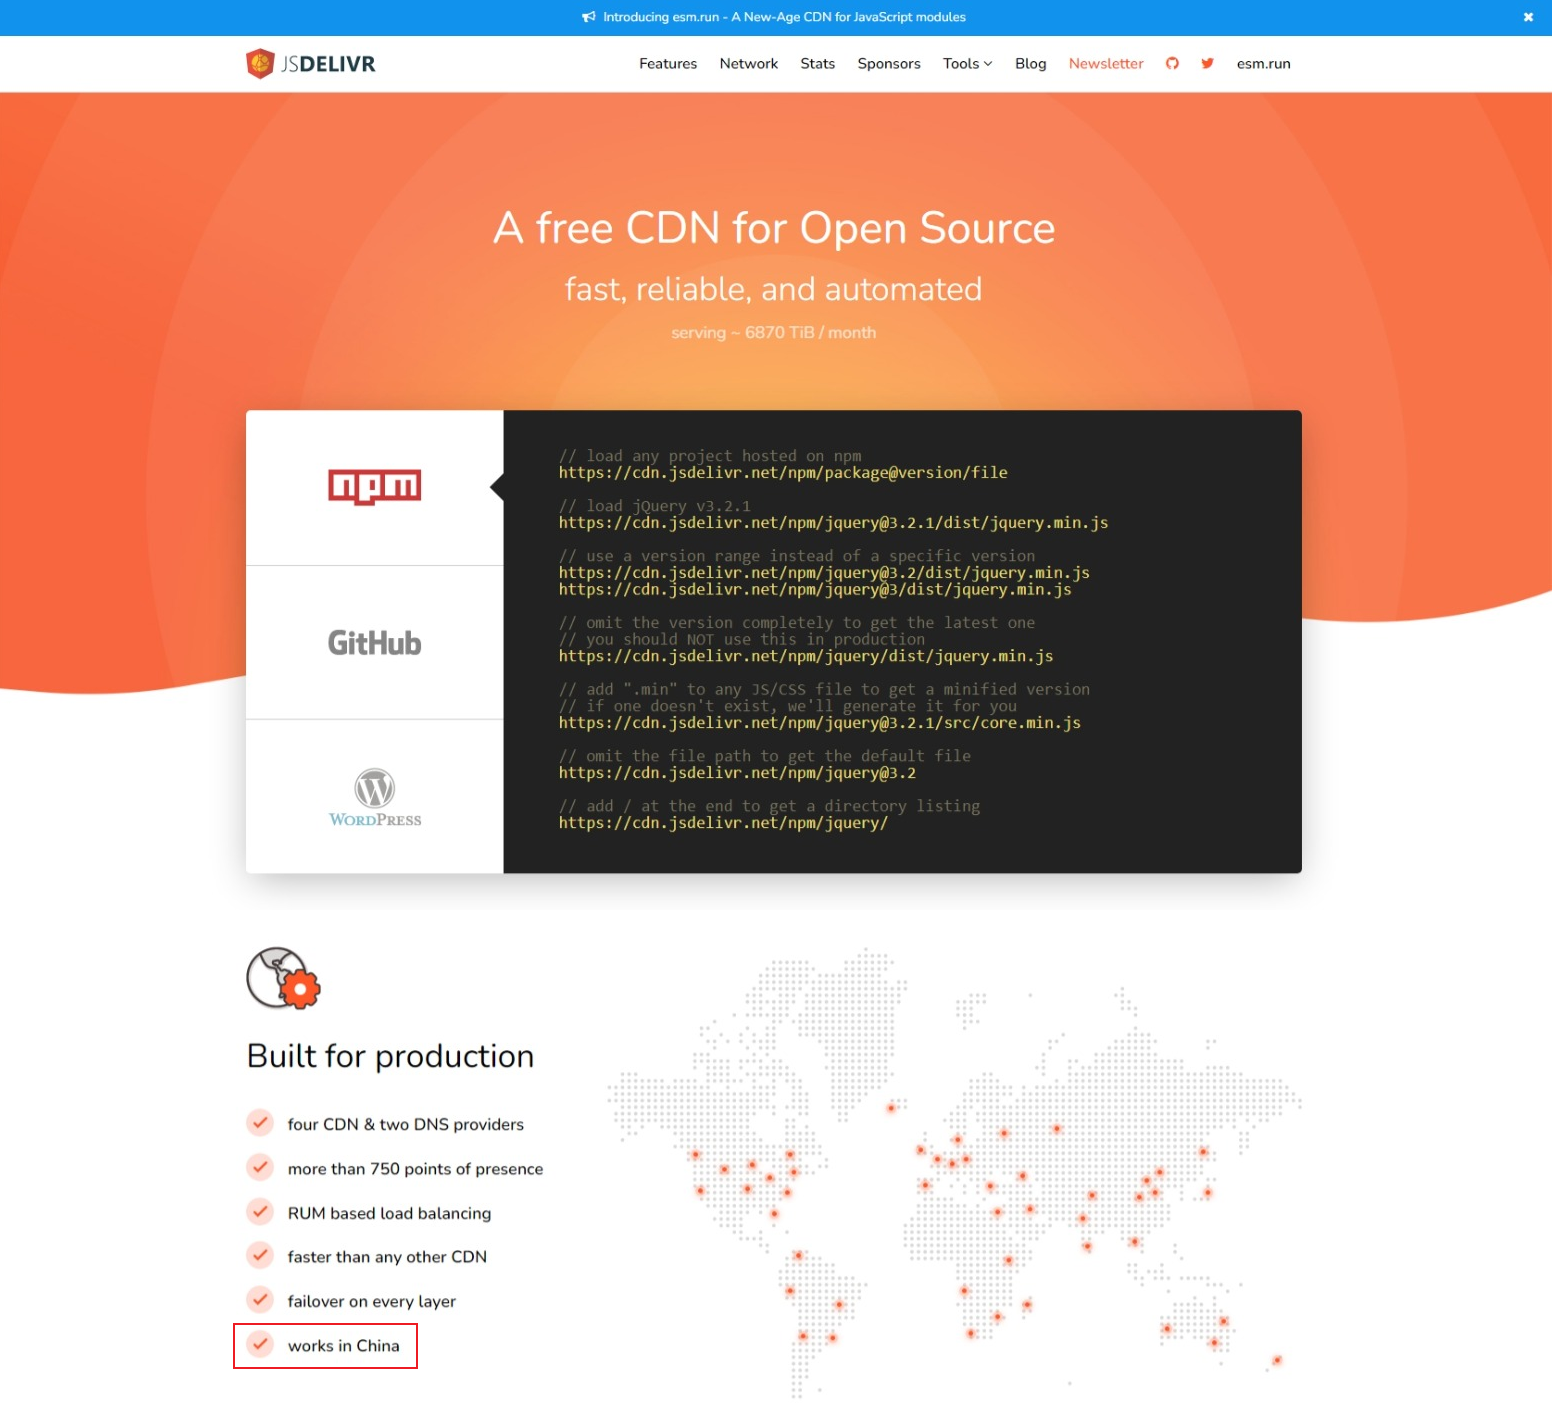 Introducing esm.run - A New-Age CDN for JavaScript modules
JSDELIVR
Features Network Stats Sponsors Tools Blog Newsletter esm.run
A free CDN for Open Source
fast, reliable, and automated
serving ~ 6870 TiB / month
npm
GitHub
WORDPRESS
// load any project hosted on npm
https://cdn.jsdelivr.net/npm/package@version/file
// load jQuery v3.2.1
https://cdn.jsdelivr.net/npm/jquery@3.2.1/dist/jquery.min.js
// use a version range instead of a specific version
https://cdn.jsdelivr.net/npm/jquery@3.2/dist/jquery.min.js
https://cdn.jsdelivr.net/npm/jquery@3/dist/jquery.min.js
// omit the version completely to get the latest one
// you should NOT use this in production
https://cdn.jsdelivr.net/npm/jquery/dist/jquery.min.js
// add ".min" to any JS/CSS file to get a minified version
// if one doesn't exist, we'll generate it for you
https://cdn.jsdelivr.net/npm/jquery@3.2.1/src/core.min.js
// omit the file path to get the default file
https://cdn.jsdelivr.net/npm/jquery@3.2
// add / at the end to get a directory listing
https://cdn.jsdelivr.net/npm/jquery/
Built for production
four CDN & two DNS providers
more than 750 points of presence
RUM based load balancing
faster than any other CDN
failover on every layer
works in China